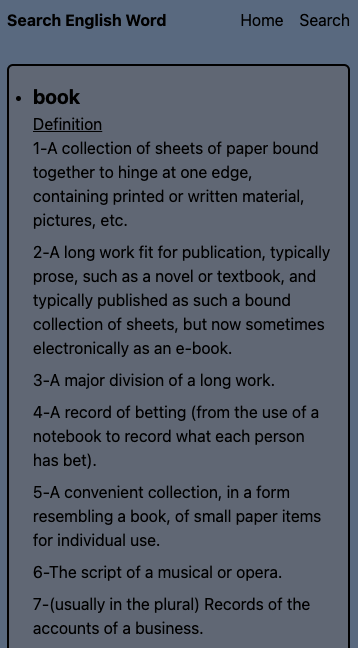 Search English Word Home Search
• book
Definition
1-A collection of sheets of paper bound
together to hinge at one edge,
containing printed or written material,
pictures, etc.
2-A long work fit for publication, typically
prose, such as a novel or textbook, and
typically published as such a bound
collection of sheets, but now sometimes
electronically as an e-book.
3-A major division of a long work.
4-A record of betting (from the use of a
notebook to record what each person
has bet).
5-A convenient collection, in a form
resembling a book, of small paper items
for individual use.
6-The script of a musical or opera.
7-(usually in the plural) Records of the
accounts of a business.